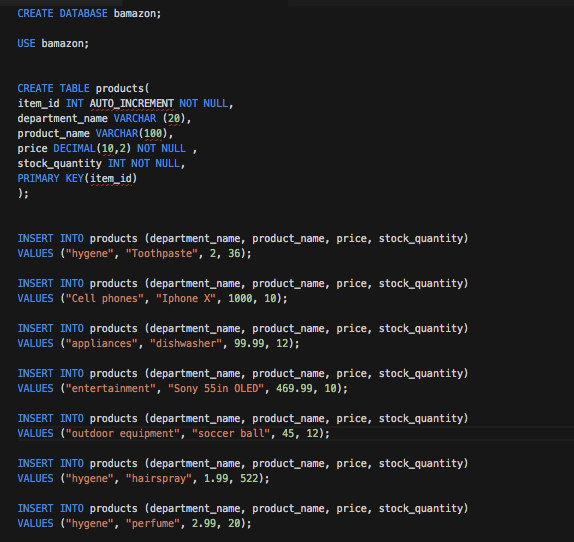 CREATE DATABASE bamazon;
USE bamazon;
CREATE TABLE products(
item_id INT AUTO_INCREMENT NOT NULL,
department_name VARCHAR (20),
product_name VARCHAR(100),
price DECIMAL(10,2) NOT NULL ,
stock_quantity INT NOT NULL,
PRIMARY KEY(item_id)
);
INSERT INTO products (department_name, product_name, price, stock_quantity)
VALUES ("hygene", "Toothpaste", 2, 36);
INSERT INTO products (department_name, product_name, price, stock_quantity)
VALUES ("Cell phones", "Iphone X", 1000, 10);
INSERT INTO products (department_name, product_name, price, stock_quantity)
VALUES ("appliances", "dishwasher", 99.99, 12);
INSERT INTO products (department_name, product_name, price, stock_quantity)
VALUES ("entertainment", "Sony 55in OLED", 469.99, 10);
INSERT INTO products (department_name, product_name, price, stock_quantity)
VALUES ("outdoor equipment", "soccer ball", 45, 12);
INSERT INTO products (department_name, product_name, price, stock_quantity)
VALUES ("hygene", "hairspray", 1.99, 522);
INSERT INTO products (department_name, product_name, price, stock_quantity)
VALUES ("hygene", "perfume", 2.99, 20);